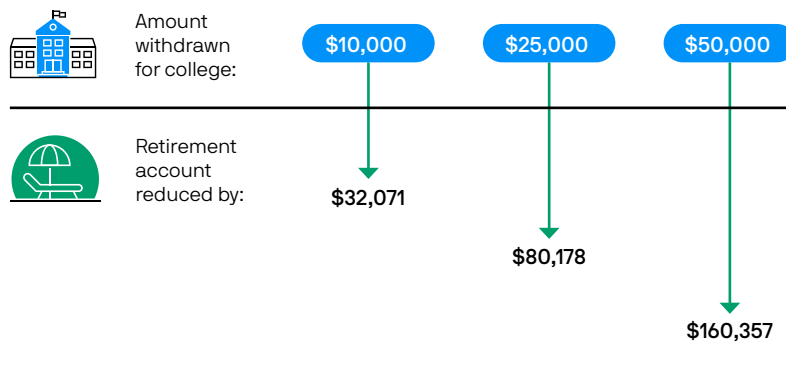 Amount
withdrawn
for college:
$10,000
$25,000
$50,000
Retirement
account
reduced by:
$32,071
$80,178
$160,357